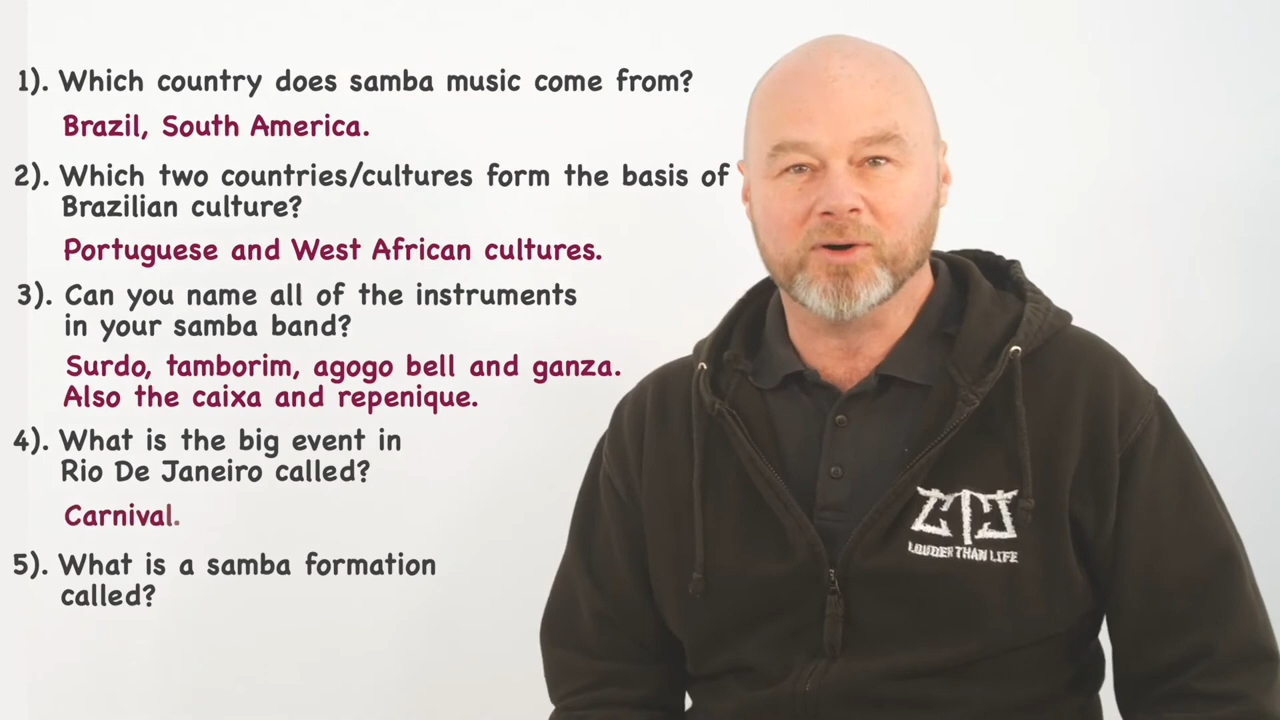 1). Which country does samba music come from?
Brazil, South America.
2). Which two countries/cultures form the basis of
Brazilian culture?
Portuguese and West African cultures.
3). Can you name all of the instruments
in your samba band?
Surdo, tamborim, agogo bell and ganza.
Also the caixa and repenique.
4). What is the big event in
Rio De Janeiro called?
Carnival.
5). What is a samba formation
called?
LTL
LOUDER THAN LIFE